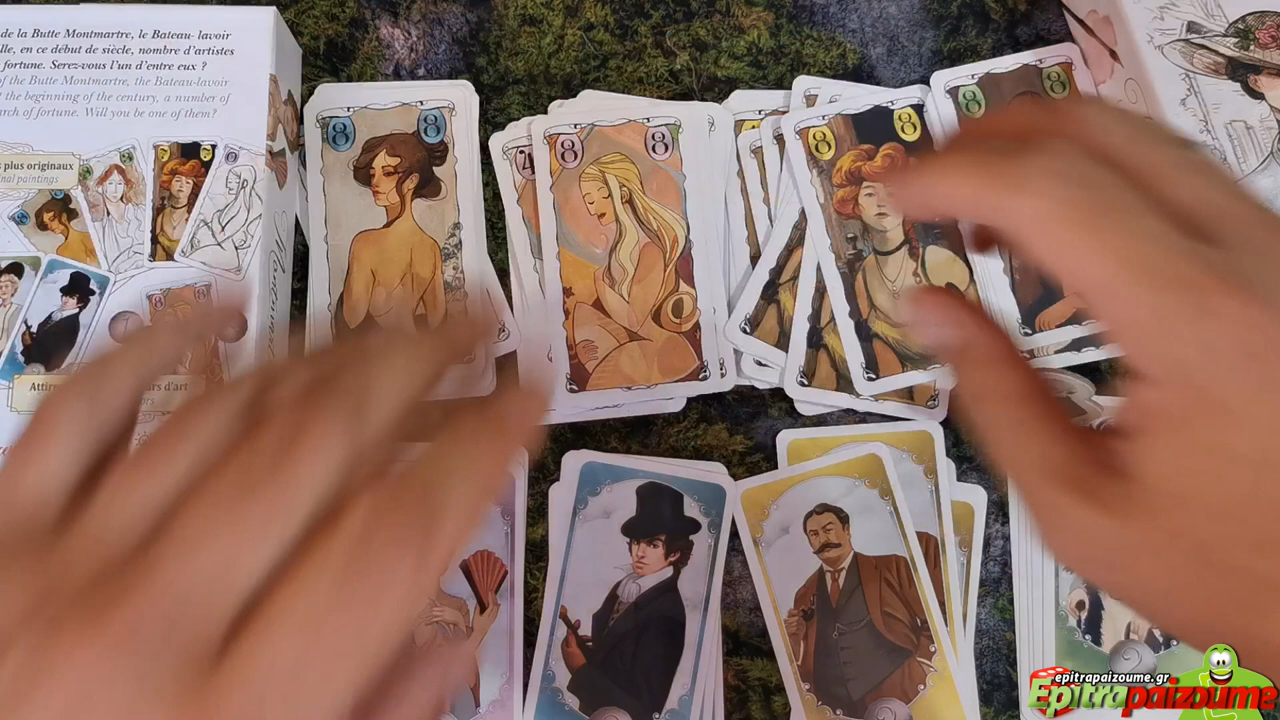 de la Butte Montmartre, le Bateau-lavoir
lle, en ce début de siècle, nombre d'artistes
fortune. Serez-vous l'un d'entre eux ?
of the Butte Montmartre, the Bateau-lavoir
t the beginning of the century, a number of
rch of fortune. Will you be one of them
s plus originaux
nal paintings
Attir
rs d'art
8 8
8 8
8 8
8 8
epitrapaizoume.gr
Epitrapaizoume